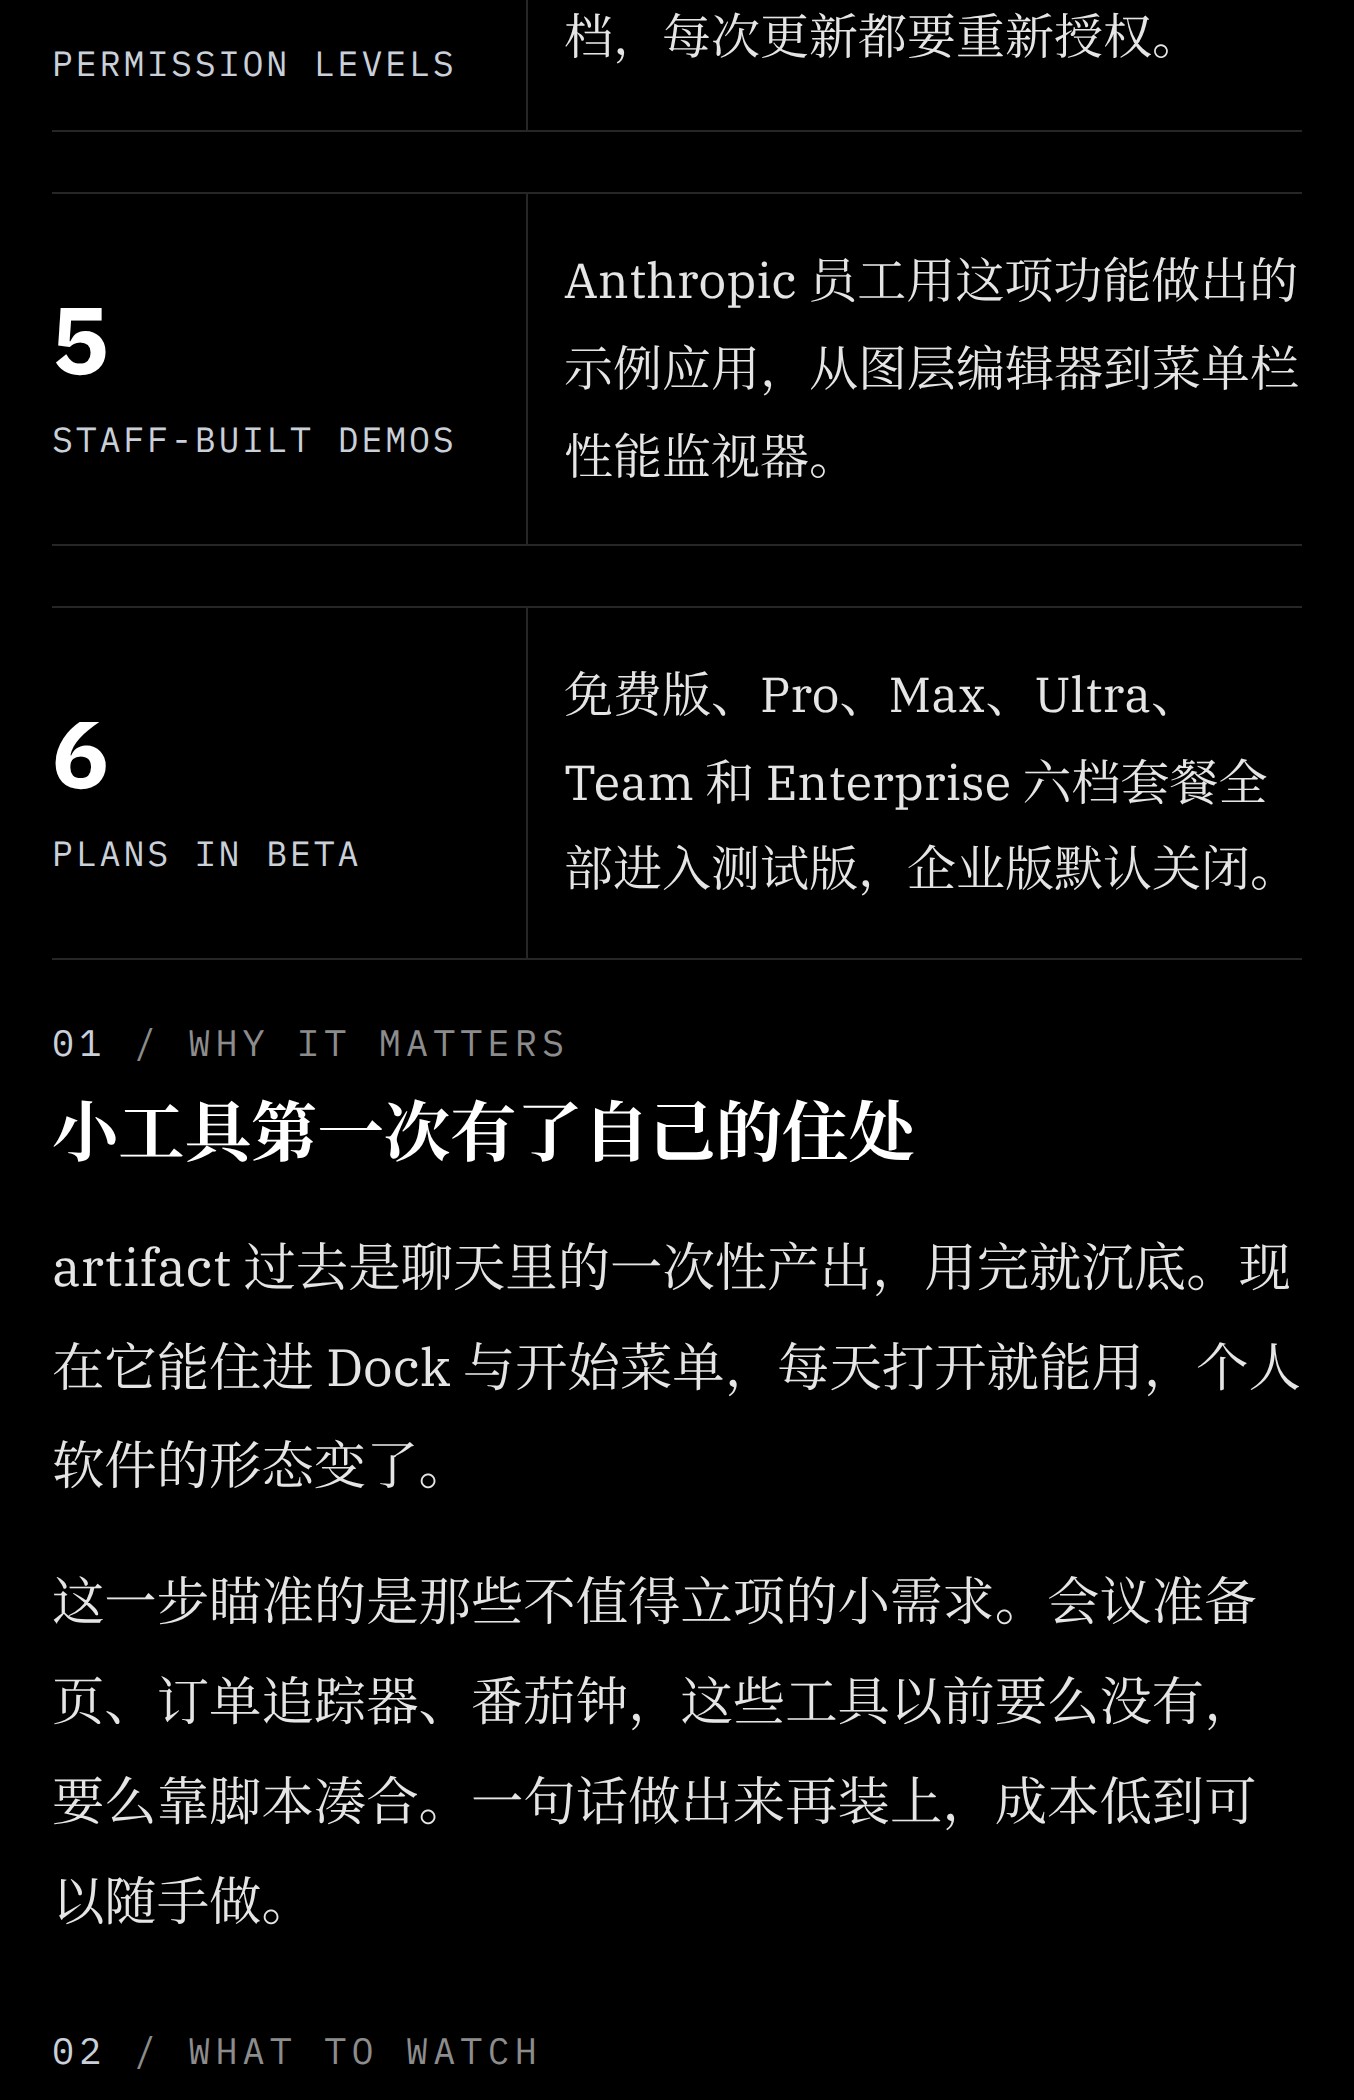 PERMISSION LEVELS
档，每次更新都要重新授权。
5
STAFF-BUILT DEMOS
Anthropic 员工用这项功能做出的
示例应用，从图层编辑器到菜单栏
性能监视器。
6
PLANS IN BETA
免费版、Pro、Max、Ultra、
Team 和 Enterprise 六档套餐全
部进入测试版，企业版默认关闭。
01 / WHY IT MATTERS
小工具第一次有了自己的住处
artifact 过去是聊天里的一次性产出，用完就沉底。现
在它能住进 Dock 与开始菜单，每天打开就能用，个人
软件的形态变了。
这一步瞄准的是那些不值得立项的小需求。会议准备
页、订单追踪器、番茄钟，这些工具以前要么没有，
要么靠脚本凑合。一句话做出来再装上，成本低到可
以随手做。
02 / WHAT TO WATCH